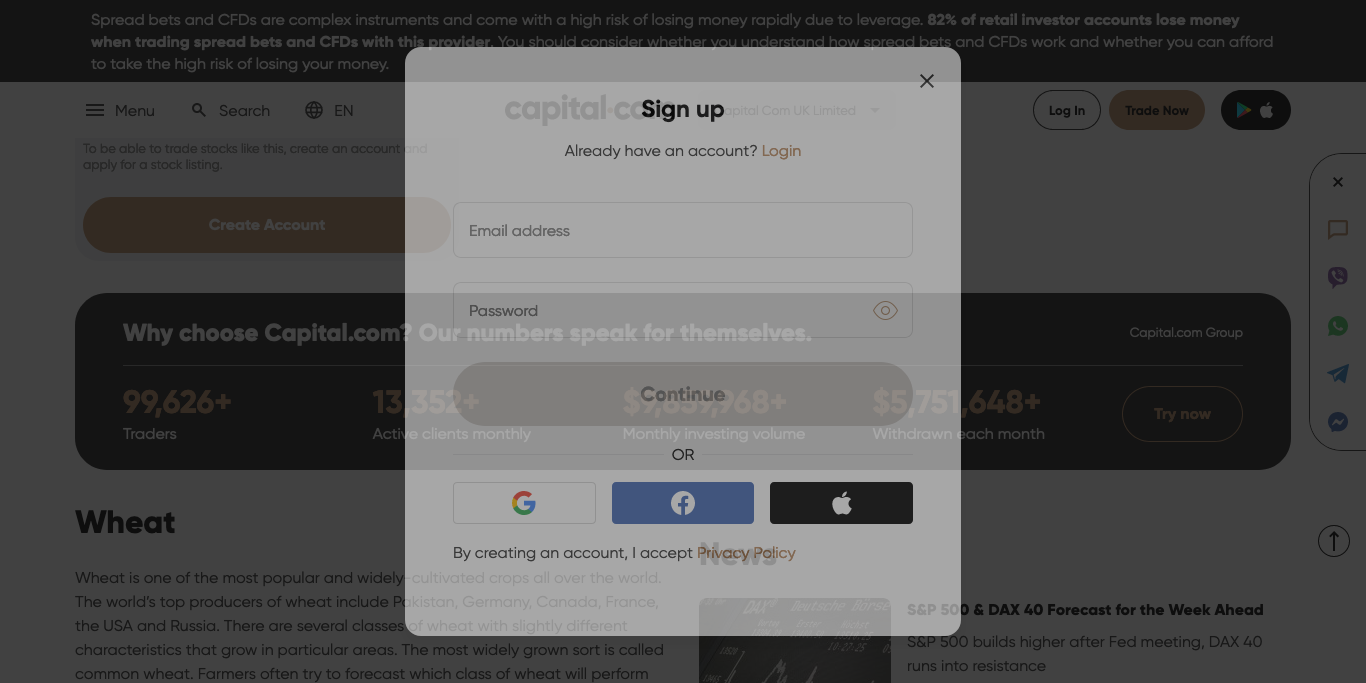 Spread bets and CFDs are complex instruments and come with a high risk of losing money rapidly due to leverage. 82% of retail investor accounts lose money
when trading spread bets and CFDs with this provider. You should consider whether you understand how spread bets and CFDs work and whether you can afford
to take the high risk of losing your money.
Menu
Search
EN
capital.co
apital Com UK Limited
Log In
Trade Now
Sign up
Already have an account? Login
To be able to trade stocks like this, create an account and
apply for a stock listing.
Create Account
Email address
Password
Why choose Capital.com? Our numbers speak for themselves.
Capital.com Group
Continue
99,626+
Traders
13,352+
Active clients monthly
Monthly investing volume
$5,751,648+
Withdrawn each month
Try now
OR
Wheat
By creating an account, I accept Privacy Policy
News
Wheat is one of the most popular and widely-cultivated crops all over the world.
The world's top producers of wheat include Pakistan, Germany, Canada, France,
the USA and Russia. There are several classes of wheat with slightly different
characteristics that grow in particular areas. The most widely grown sort is called
common wheat. Farmers often try to forecast which class of wheat will perform
S&P 500 & DAX 40 Forecast for the Week Ahead
S&P 500 builds higher after Fed meeting, DAX 40
runs into resistance
DAX
Deutsche Börse